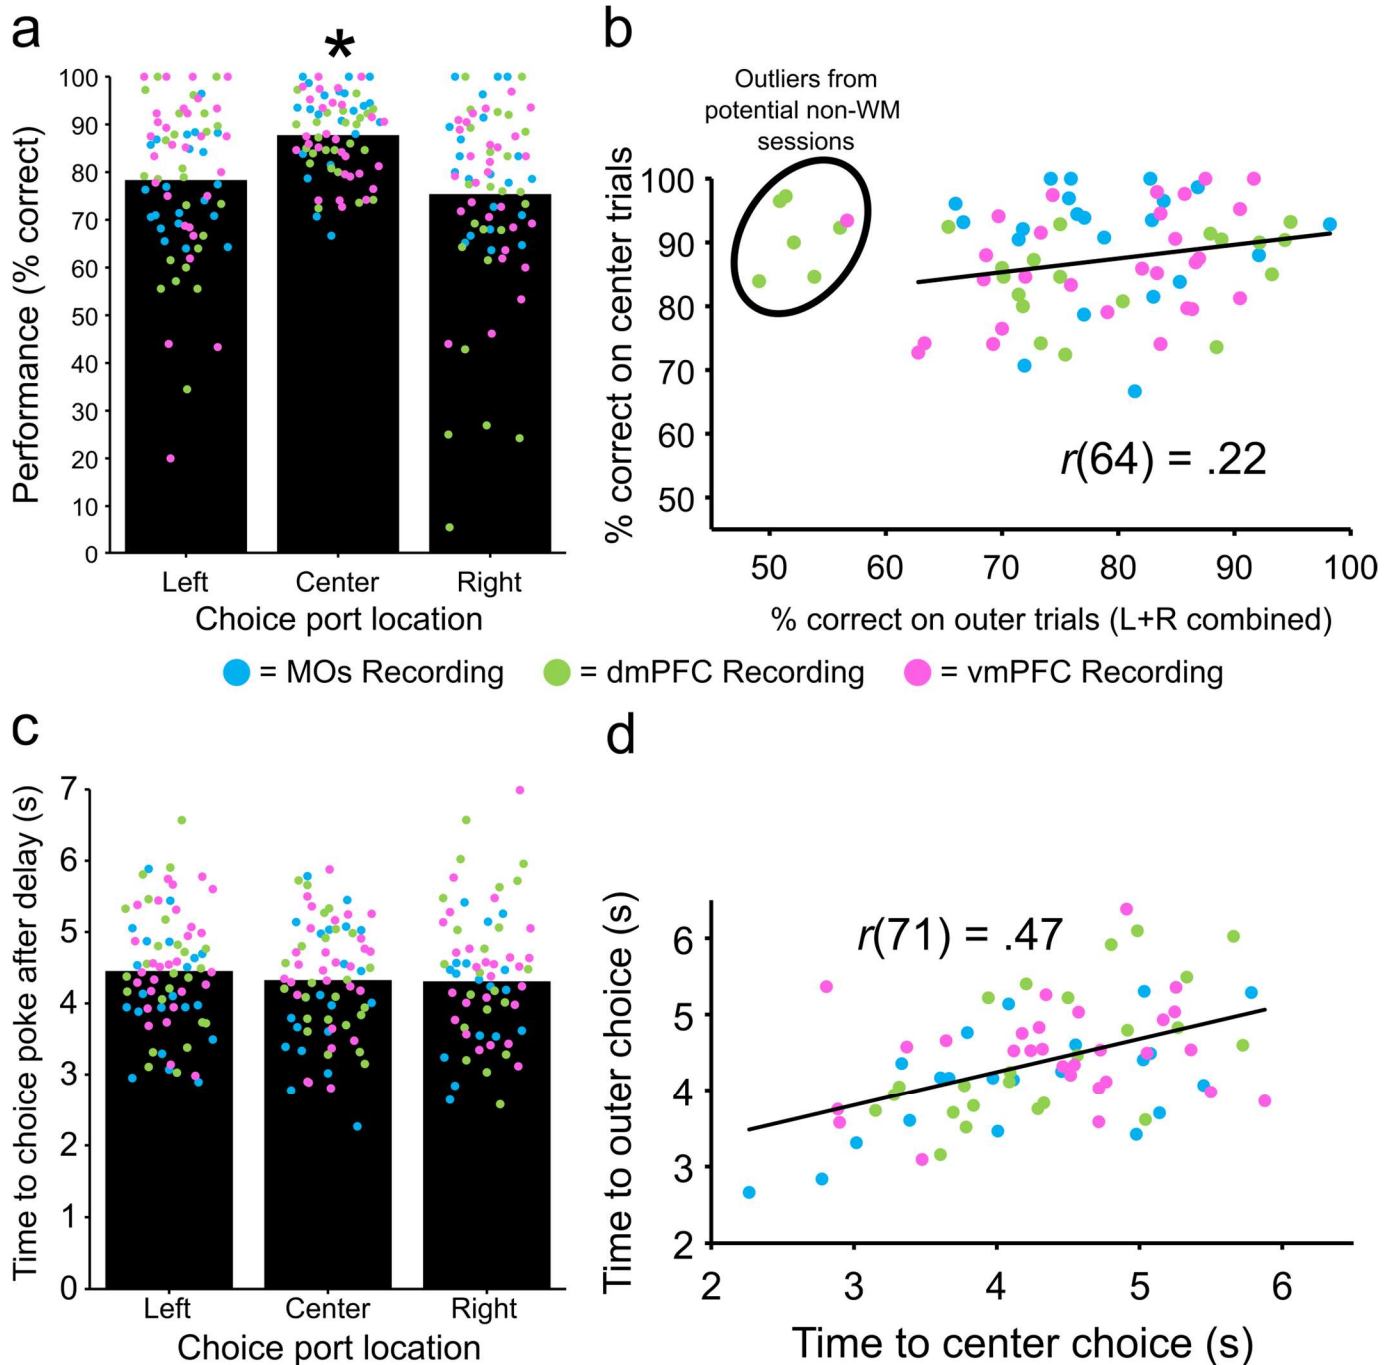 a
*
Performance (% correct)
100
90
80
70
60
50
40
30
20
10
0
Left
Center
Right
Choice port location
b
Outliers from
potential non-WM
sessions
% correct on center trials
100
90
80
70
60
50
r(64) = .22
50
60
70
80
90
100
% correct on outer trials (L+R combined)
= MOs Recording
= dmPFC Recording
= vmPFC Recording
c
Time to choice poke after delay (s)
7
6
5
4
3
2
1
0
Left
Center
Right
Choice port location
d
Time to outer choice (s)
6
5
4
3
2
r(71) = .47
2
3
4
5
6
Time to center choice (s)